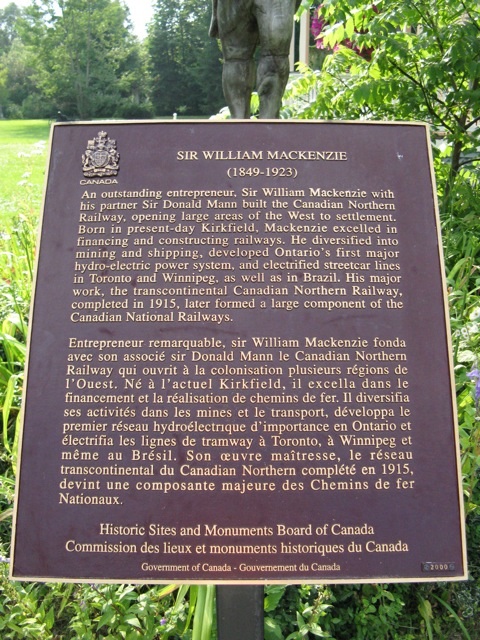 CANADA
SIR WILLIAM MACKENZIE
(1849-1923)
An outstanding entrepreneur, Sir William Mackenzie with
his partner Sir Donald Mann built the Canadian Northern
Railway, opening large areas of the West to settlement.
Born in present-day Kirkfield, Mackenzie excelled in
financing and constructing railways. He diversified into
mining and shipping, developed Ontario's first major
hydro-electric power system, and electrified streetcar lines
in Toronto and Winnipeg, as well as in Brazil. His major
work, the transcontinental Canadian Northern Railway,
completed in 1915, later formed a large component of the
Canadian National Railways.
Entrepreneur remarquable, sir William Mackenzie fonda
avec son associé sir Donald Mann le Canadian Northern
Railway qui ouvrit à la colonisation plusieurs régions de
l'Ouest. Né à l'actuel Kirkfield, il excella dans le
financement et la réalisation de chemins de fer. Il diversifia
ses activités dans les mines et le transport, développa le
premier réseau hydroélectrique d'importance en Ontario et
électrifia les lignes de tramway à Toronto, à Winnipeg et
même au Brésil. Son œuvre maîtresse, le réseau
transcontinental du Canadian Northern complété en 1915,
devint une composante majeure des Chemins de fer
Nationaux.
Historic Sites and Monuments Board of Canada
Commission des lieux et monuments historiques du Canada
Government of Canada - Gouvernement du Canada
2000